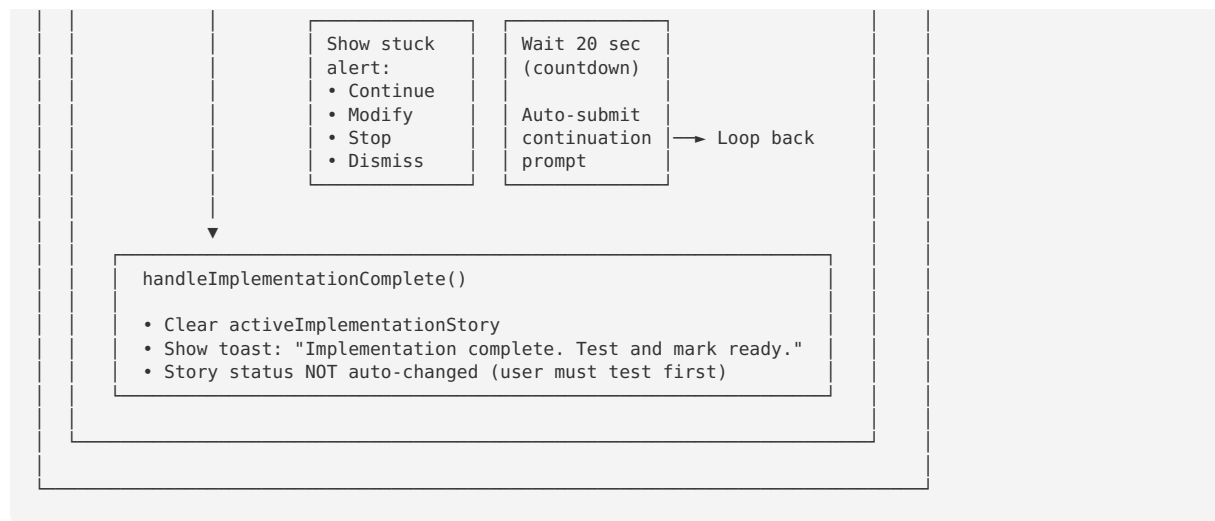 Show stuck
alert:
• Continue
• Modify
• Stop
• Dismiss
Wait 20 sec
(countdown)
Auto-submit
continuation
prompt
Loop back
handleImplementationComplete()
• Clear activeImplementationStory
• Show toast: "Implementation complete. Test and mark ready."
• Story status NOT auto-changed (user must test first)